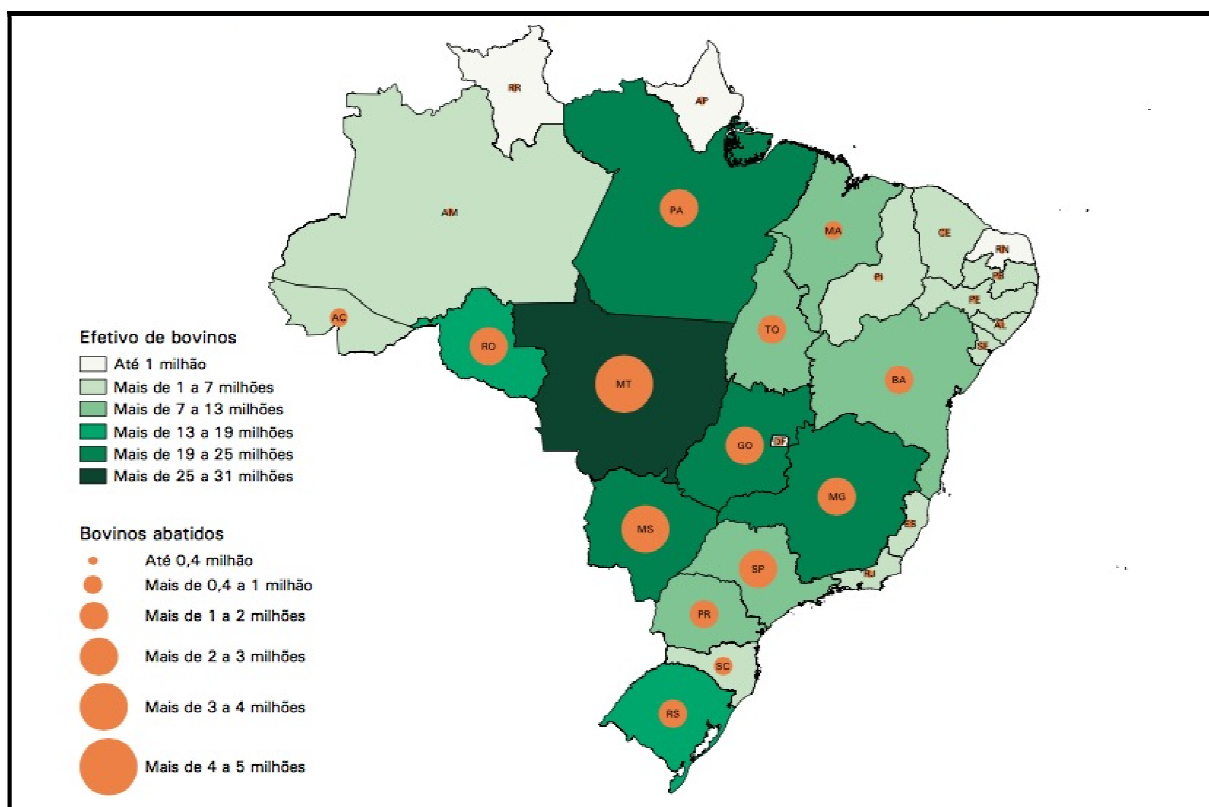 RR
AP
AM
PA
MA
CE
RN
PB
PI
PE
AL
SE
AC
RO
TO
BA
MT
GO
DF
MG
MS
ES
SP
RJ
PR
SC
RS
Efetivo de bovinos
Até 1 milhão
Mais de 1 a 7 milhões
Mais de 7 a 13 milhões
Mais de 13 a 19 milhões
Mais de 19 a 25 milhões
Mais de 25 a 31 milhões
Bovinos abatidos
Até 0,4 milhão
Mais de 0,4 a 1 milhão
Mais de 1 a 2 milhões
Mais de 2 a 3 milhões
Mais de 3 a 4 milhões
Mais de 4 a 5 milhões